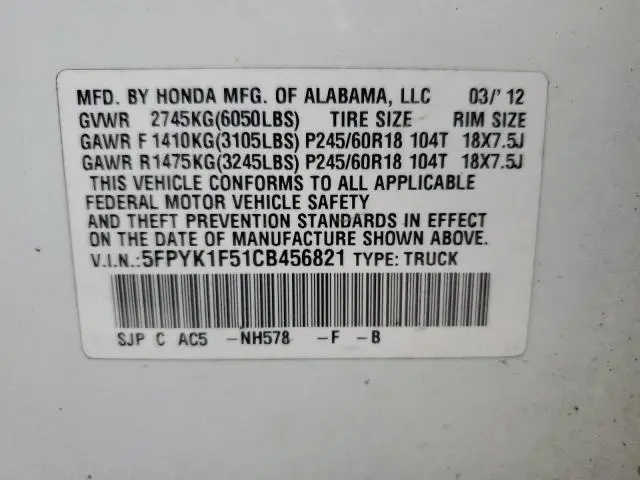 MFD. BY HONDA MFG. OF ALABAMA, LLC 03/'12
GVWR 2745KG(6050LBS) TIRE SIZE RIM SIZE
GAWR F 1410KG(3105LBS) P245/60R18 104T 18X7.5J
GAWR R 1475KG(3245LBS) P245/60R18 104T 18X7.5J
THIS VEHICLE CONFORMS TO ALL APPLICABLE
FEDERAL MOTOR VEHICLE SAFETY
AND THEFT PREVENTION STANDARDS IN EFFECT
ON THE DATE OF MANUFACTURE SHOWN ABOVE.
V.I.N.:5FPYK1F51CB456821 TYPE: TRUCK
SJP C AC5 -NH578 -F -B